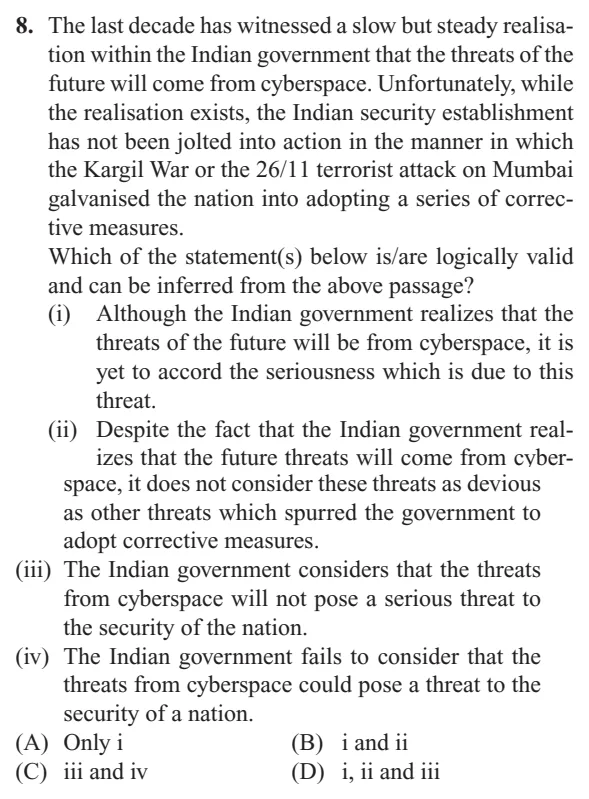 8. The last decade has witnessed a slow but steady realisa-
tion within the Indian government that the threats of the
future will come from cyberspace. Unfortunately, while
the realisation exists, the Indian security establishment
has not been jolted into action in the manner in which
the Kargil War or the 26/11 terrorist attack on Mumbai
galvanised the nation into adopting a series of correc-
tive measures.
Which of the statement(s) below is/are logically valid
and can be inferred from the above passage?
(i) Although the Indian government realizes that the
threats of the future will be from cyberspace, it is
yet to accord the seriousness which is due to this
threat.
(ii) Despite the fact that the Indian government real-
izes that the future threats will come from cyber-
space, it does not consider these threats as devious
as other threats which spurred the government to
adopt corrective measures.
(iii) The Indian government considers that the threats
from cyberspace will not pose a serious threat to
the security of the nation.
(iv) The Indian government fails to consider that the
threats from cyberspace could pose a threat to the
security of a nation.
(A) Only i (B) i and ii
(C) iii and iv (D) i, ii and iii